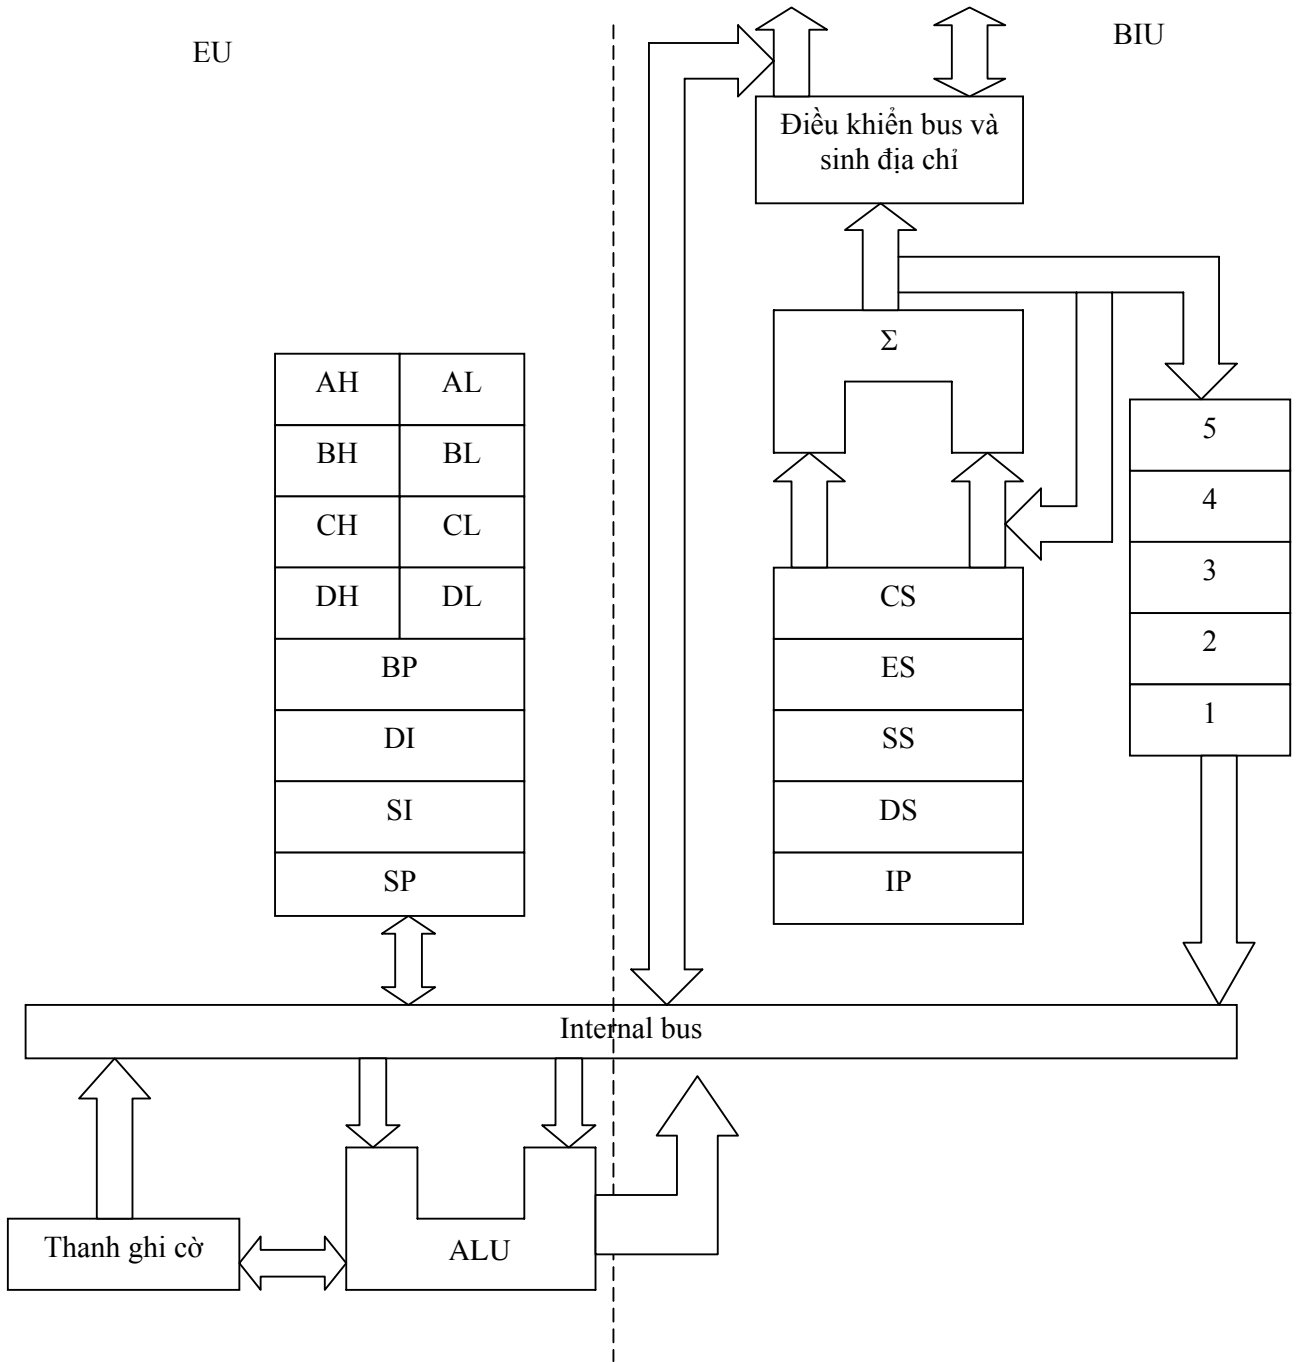 EU
BIU
Điều khiển bus và
sinh địa chỉ
Σ
AH
AL
BH
BL
CH
CL
DH
DL
BP
DI
SI
SP
CS
ES
SS
DS
IP
5
4
3
2
1
Internal bus
Thanh ghi cờ
ALU